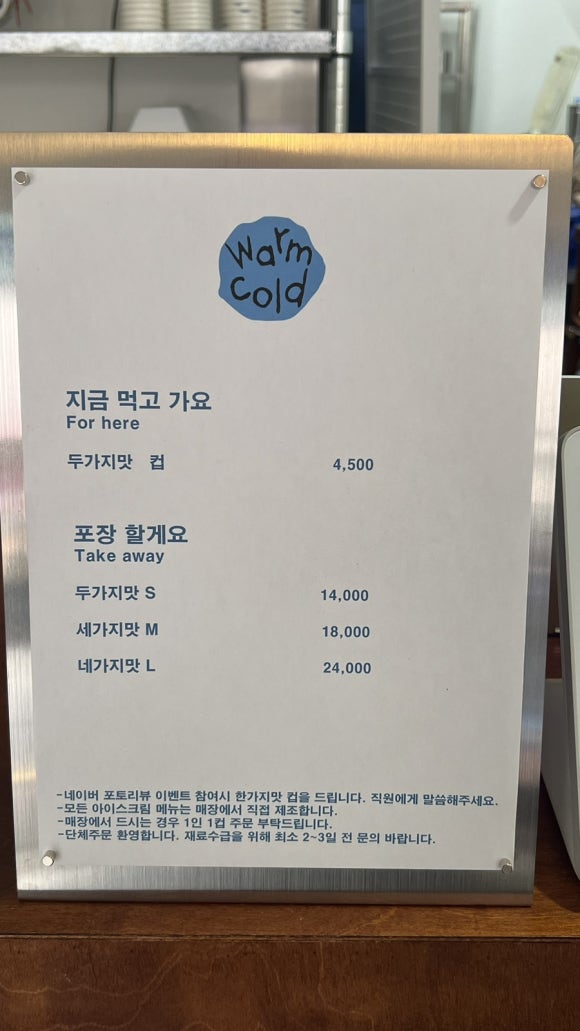 Warm
Cold
지금 먹고 가요
For here
두가지맛 컵 4,500
포장 할게요
Take away
두가지맛 S 14,000
세가지맛 M 18,000
네가지맛 L 24,000
-네이버 포토리뷰 이벤트 참여시 한가지맛 컵을 드립니다. 직원에게 말씀해주세요.
-모든 아이스크림 메뉴는 매장에서 직접 제조합니다.
-매장에서 드시는 경우 1인 1컵 주문 부탁드립니다.
-단체주문 환영합니다. 재료수급을 위해 최소 2~3일 전 문의 바랍니다.